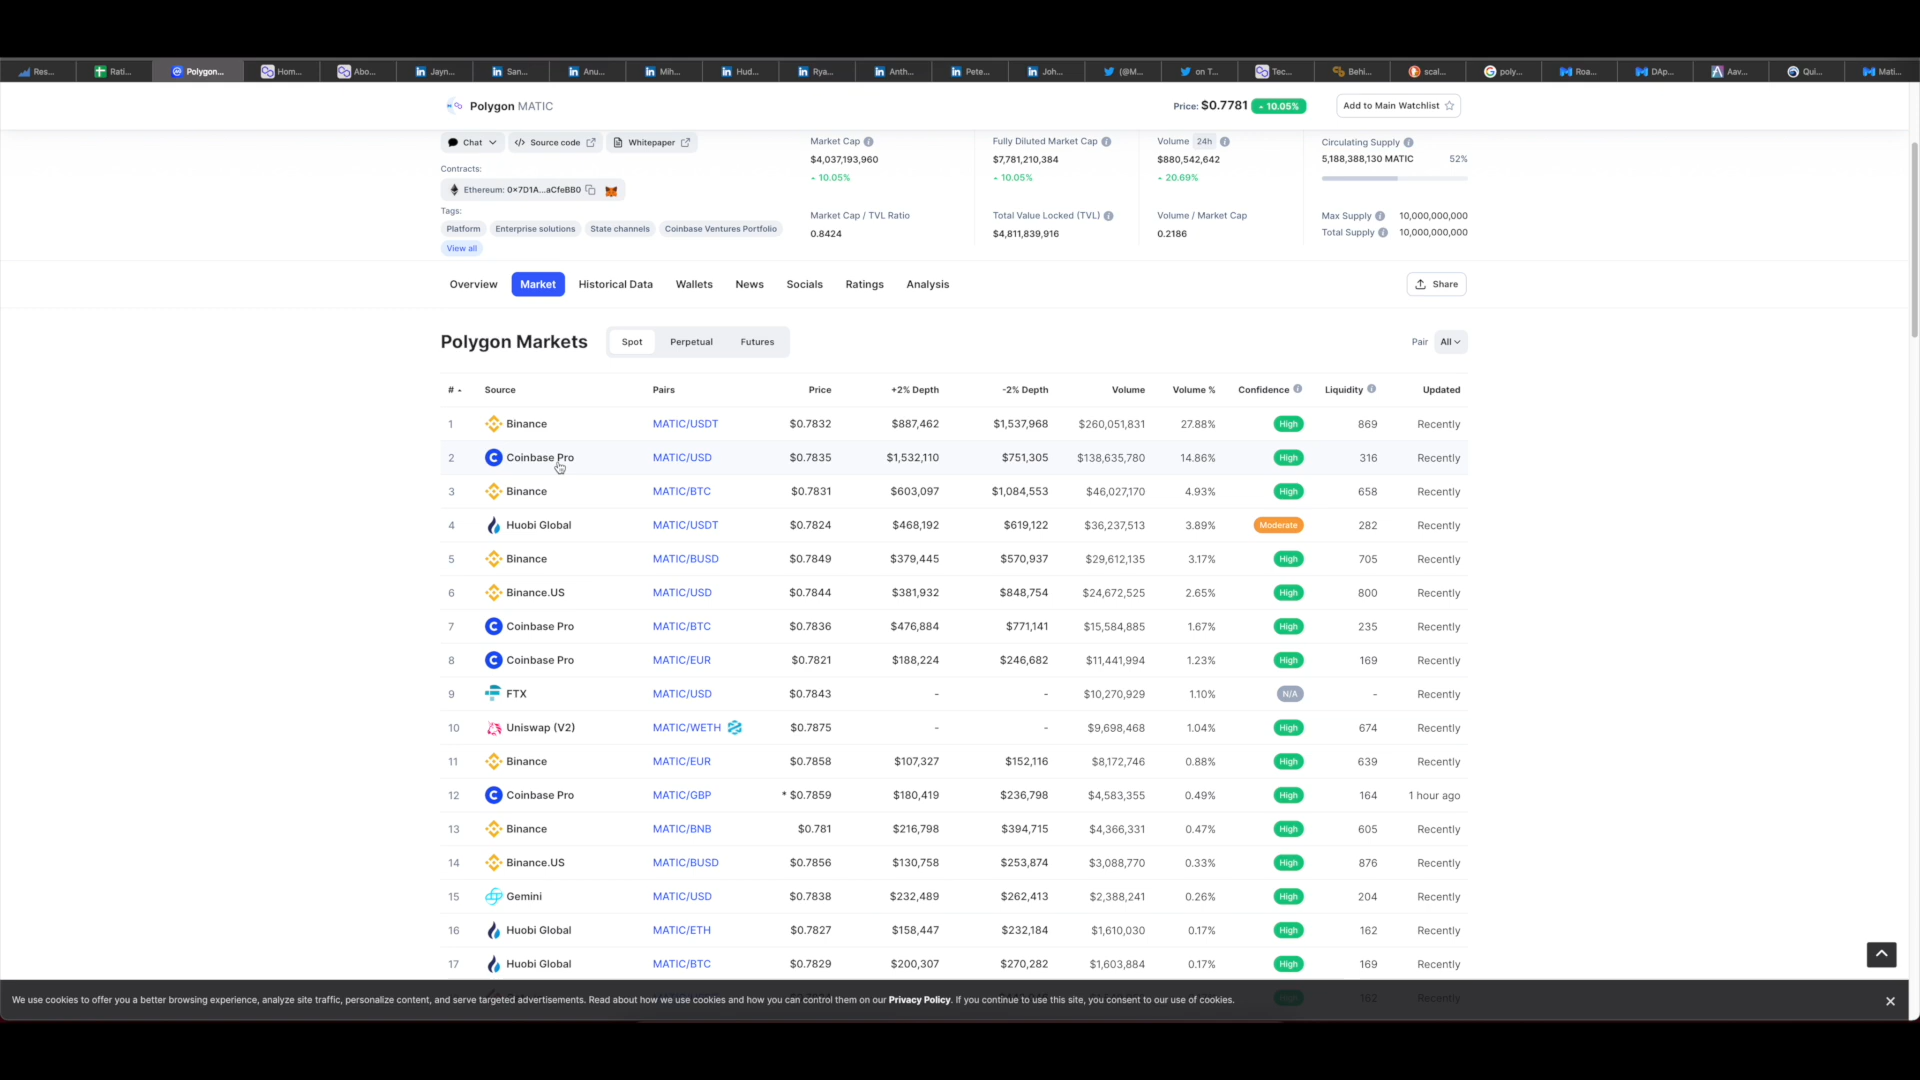 Res... Rati... Polygon... Hom... Abo... Jayn... San... Anu... Mih... Hud... Rya... Anth... Pete... Joh... (@M... on T... Tec... Behi... scal... poly... Roa... DAp... Aav... Qui... Mati...
Polygon MATIC Price: $0.7781 10.05% Add to Main Watchlist
Chat Source code Whitepaper
Contracts:
Ethereum: 0x7D1A...aCfeBB0
Tags:
Platform Enterprise solutions State channels Coinbase Ventures Portfolio
View all
Market Cap
$4,037,193,960
10.05%
Market Cap / TVL Ratio
0.8424
Fully Diluted Market Cap
$7,781,210,384
10.05%
Total Value Locked (TVL)
$4,811,839,916
Volume 24h
$880,542,642
20.69%
Volume / Market Cap
0.2186
Circulating Supply
5,188,388,130 MATIC 52%
Max Supply 10,000,000,000
Total Supply 10,000,000,000
Overview Market Historical Data Wallets News Socials Ratings Analysis Share
Polygon Markets Spot Perpetual Futures Pair All
# Source Pairs Price +2% Depth -2% Depth Volume Volume % Confidence Liquidity Updated
1 Binance MATIC/USDT $0.7832 $887,462 $1,537,968 $260,051,831 27.88% High 869 Recently
2 Coinbase Pro MATIC/USD $0.7835 $1,532,110 $751,305 $138,635,780 14.86% High 316 Recently
3 Binance MATIC/BTC $0.7831 $603,097 $1,084,553 $46,027,170 4.93% High 658 Recently
4 Huobi Global MATIC/USDT $0.7824 $468,192 $619,122 $36,237,513 3.89% Moderate 282 Recently
5 Binance MATIC/BUSD $0.7849 $379,445 $570,937 $29,612,135 3.17% High 705 Recently
6 Binance.US MATIC/USD $0.7844 $381,932 $848,754 $24,672,525 2.65% High 800 Recently
7 Coinbase Pro MATIC/BTC $0.7836 $476,884 $771,141 $15,584,885 1.67% High 235 Recently
8 Coinbase Pro MATIC/EUR $0.7821 $188,224 $246,682 $11,441,994 1.23% High 169 Recently
9 FTX MATIC/USD $0.7843 - - $10,270,929 1.10% N/A - Recently
10 Uniswap (V2) MATIC/WETH $0.7875 - - $9,698,468 1.04% High 674 Recently
11 Binance MATIC/EUR $0.7858 $107,327 $152,116 $8,172,746 0.88% High 639 Recently
12 Coinbase Pro MATIC/GBP * $0.7859 $180,419 $236,798 $4,583,355 0.49% High 164 1 hour ago
13 Binance MATIC/BNB $0.781 $216,798 $394,715 $4,366,331 0.47% High 605 Recently
14 Binance.US MATIC/BUSD $0.7856 $130,758 $253,874 $3,088,770 0.33% High 876 Recently
15 Gemini MATIC/USD $0.7838 $232,489 $262,413 $2,388,241 0.26% High 204 Recently
16 Huobi Global MATIC/ETH $0.7827 $158,447 $232,184 $1,610,030 0.17% High 162 Recently
17 Huobi Global MATIC/BTC $0.7829 $200,307 $270,282 $1,603,884 0.17% High 169 Recently
We use cookies to offer you a better browsing experience, analyze site traffic, personalize content, and serve targeted advertisements. Read about how we use cookies and how you can control them on our Privacy Policy. If you continue to use this site, you consent to our use of cookies.
High 162 Recently